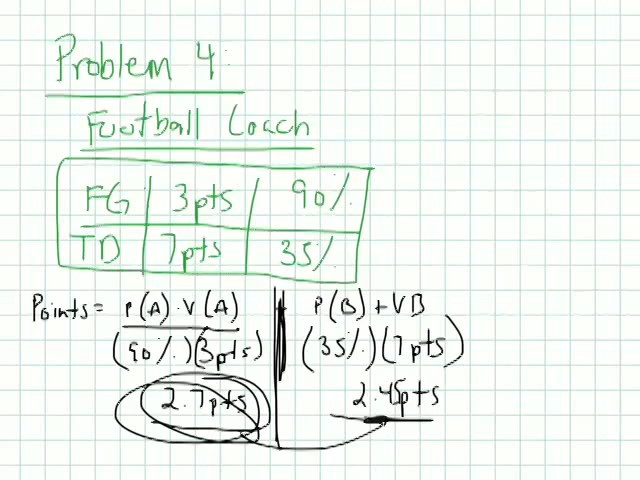 Problem 4:
Football Coach
FG 3pts 90%
TD 7pts 35%
Points = P(A) · V(A) P(B) + VB
(90%)(3pts) (35%)(7pts)
2.7pts 2.45pts